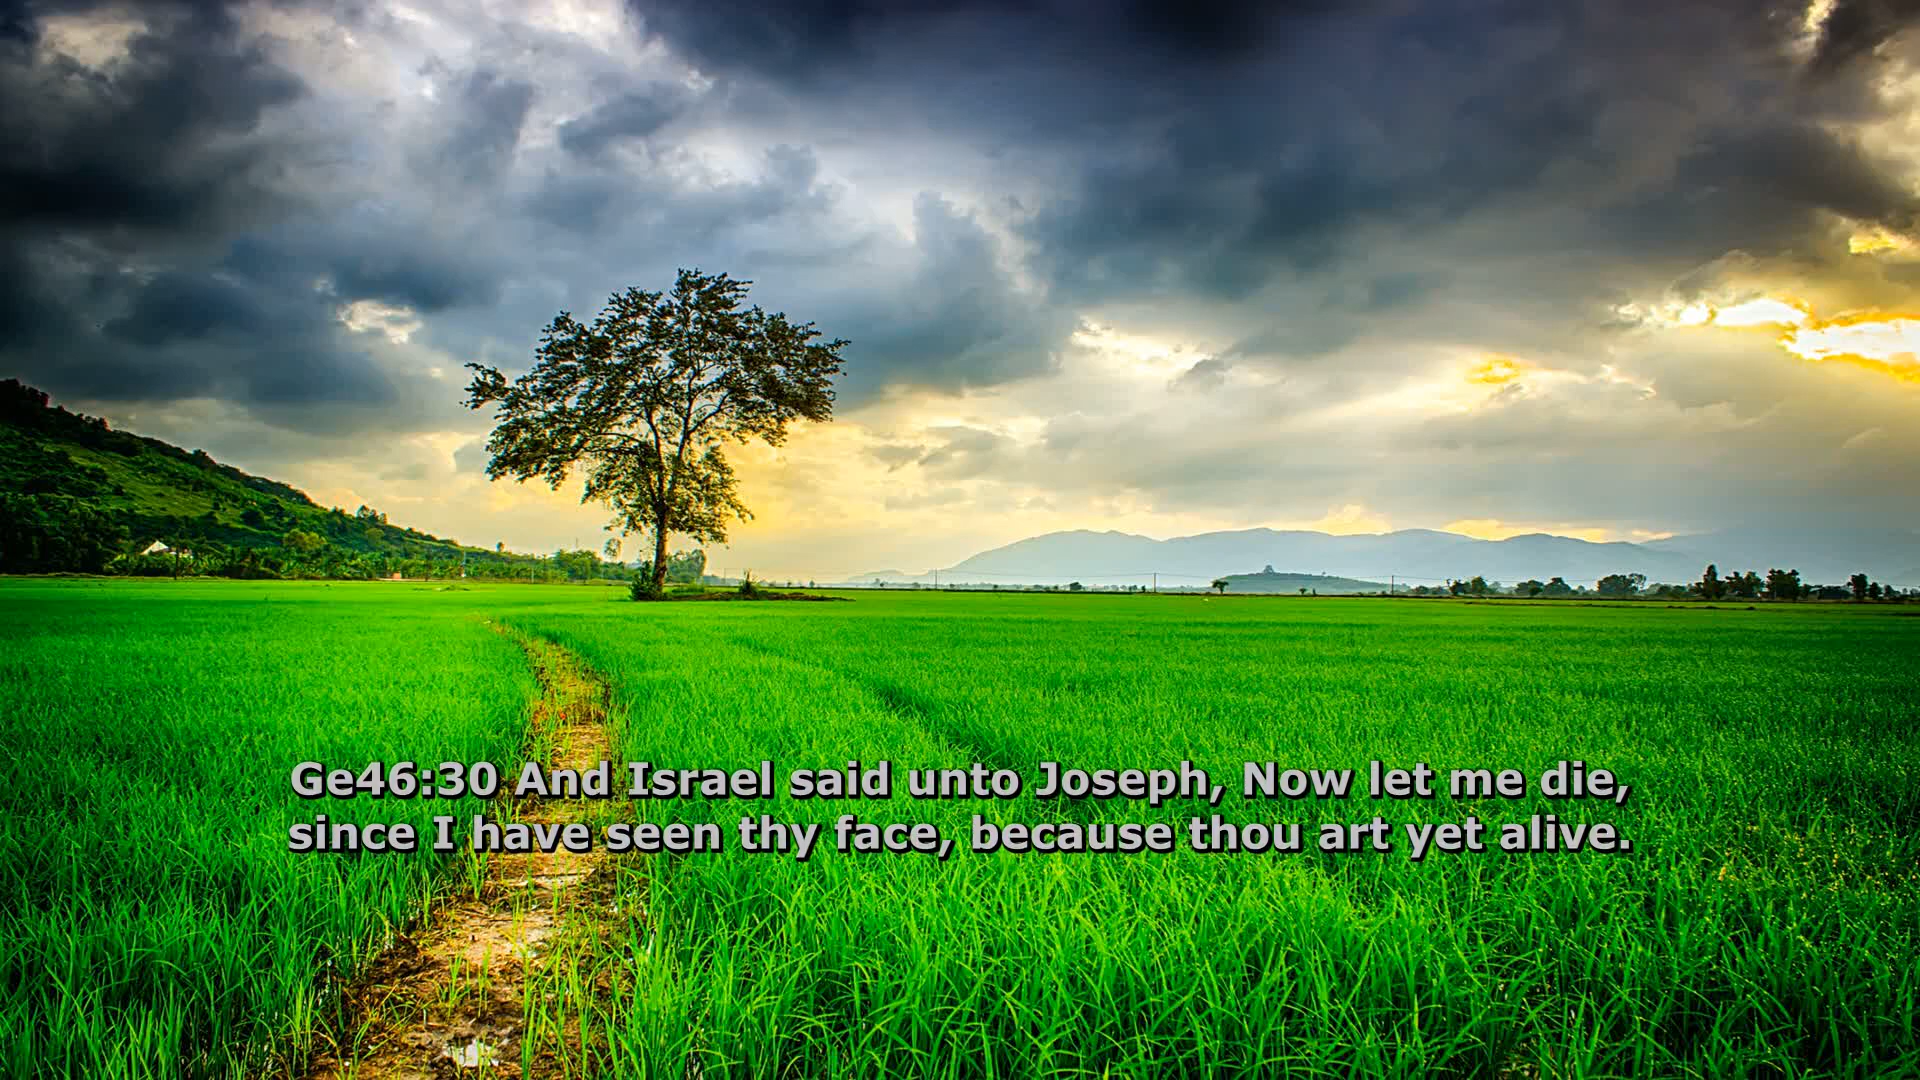 Ge46:30 And Israel said unto Joseph, Now let me die,
since I have seen thy face, because thou art yet alive.